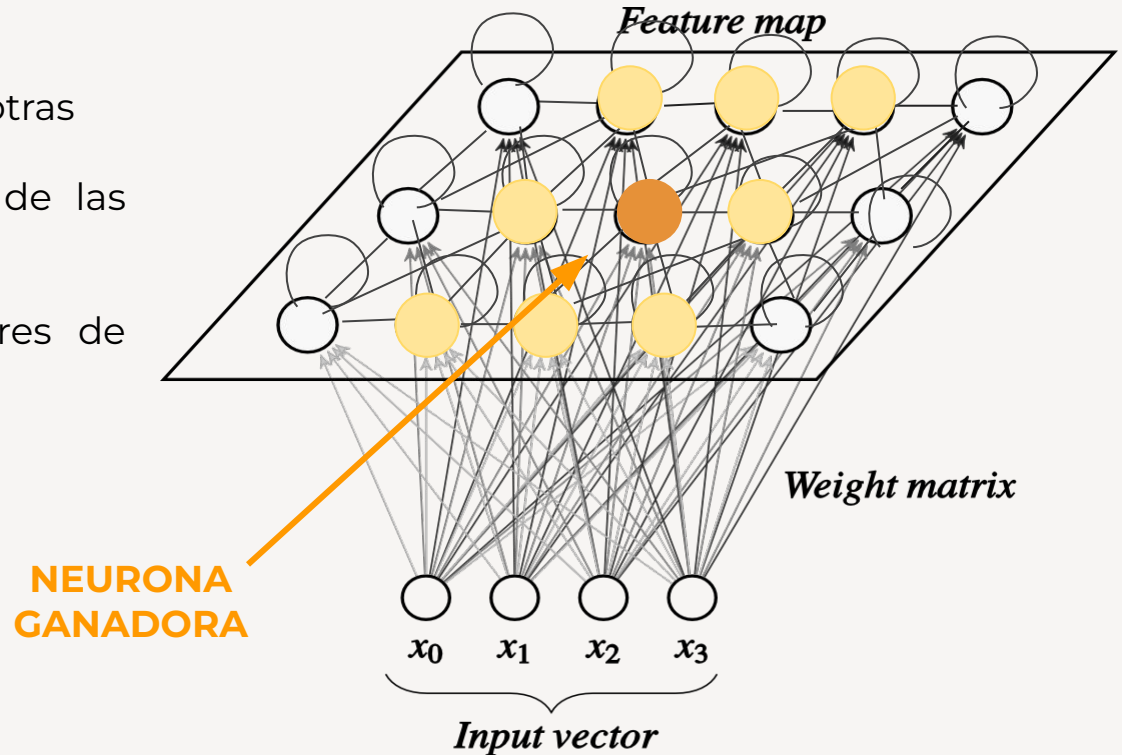 Feature map
otras
de las
res de
Weight matrix
NEURONA
GANADORA
x0 x1 x2 x3
Input vector